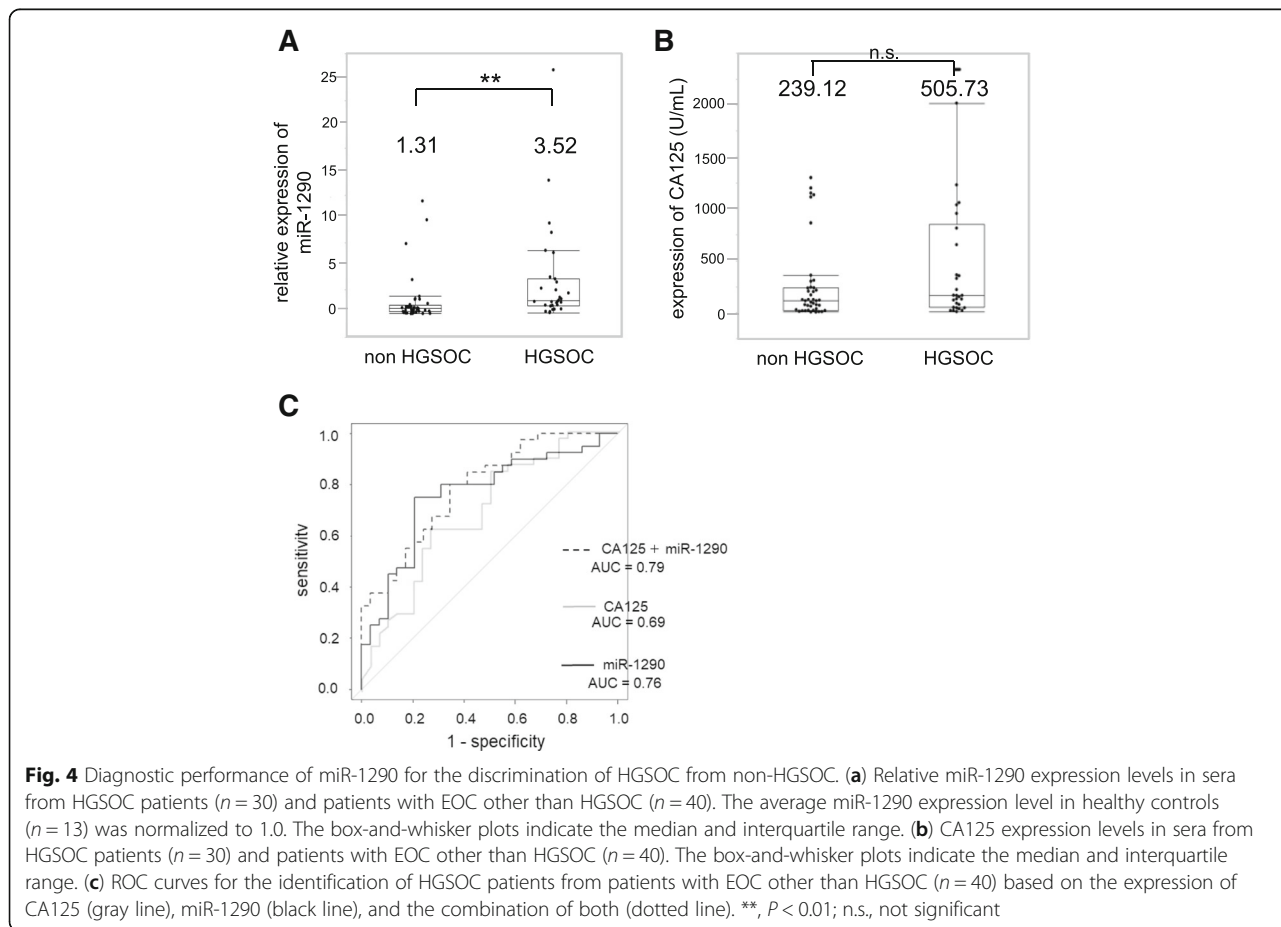 A
relative expression of
miR-1290
25
20
15
10
5
0
**
1.31
3.52
non HGSOC
HGSOC
B
expression of CA125 (U/mL)
2000
1500
1000
500
0
n.s.
239.12
505.73
non HGSOC
HGSOC
C
sensitivity
1.0
0.8
0.6
0.4
0.2
0.0
CA125 + miR-1290
AUC = 0.79
CA125
AUC = 0.69
miR-1290
AUC = 0.76
0.0 0.2 0.4 0.6 0.8 1.0
1 - specificity
Fig. 4 Diagnostic performance of miR-1290 for the discrimination of HGSOC from non-HGSOC. (a) Relative miR-1290 expression levels in sera
from HGSOC patients (n = 30) and patients with EOC other than HGSOC (n = 40). The average miR-1290 expression level in healthy controls
(n = 13) was normalized to 1.0. The box-and-whisker plots indicate the median and interquartile range. (b) CA125 expression levels in sera from
HGSOC patients (n = 30) and patients with EOC other than HGSOC (n = 40). The box-and-whisker plots indicate the median and interquartile
range. (c) ROC curves for the identification of HGSOC patients from patients with EOC other than HGSOC (n = 40) based on the expression of
CA125 (gray line), miR-1290 (black line), and the combination of both (dotted line). **, P < 0.01; n.s., not significant